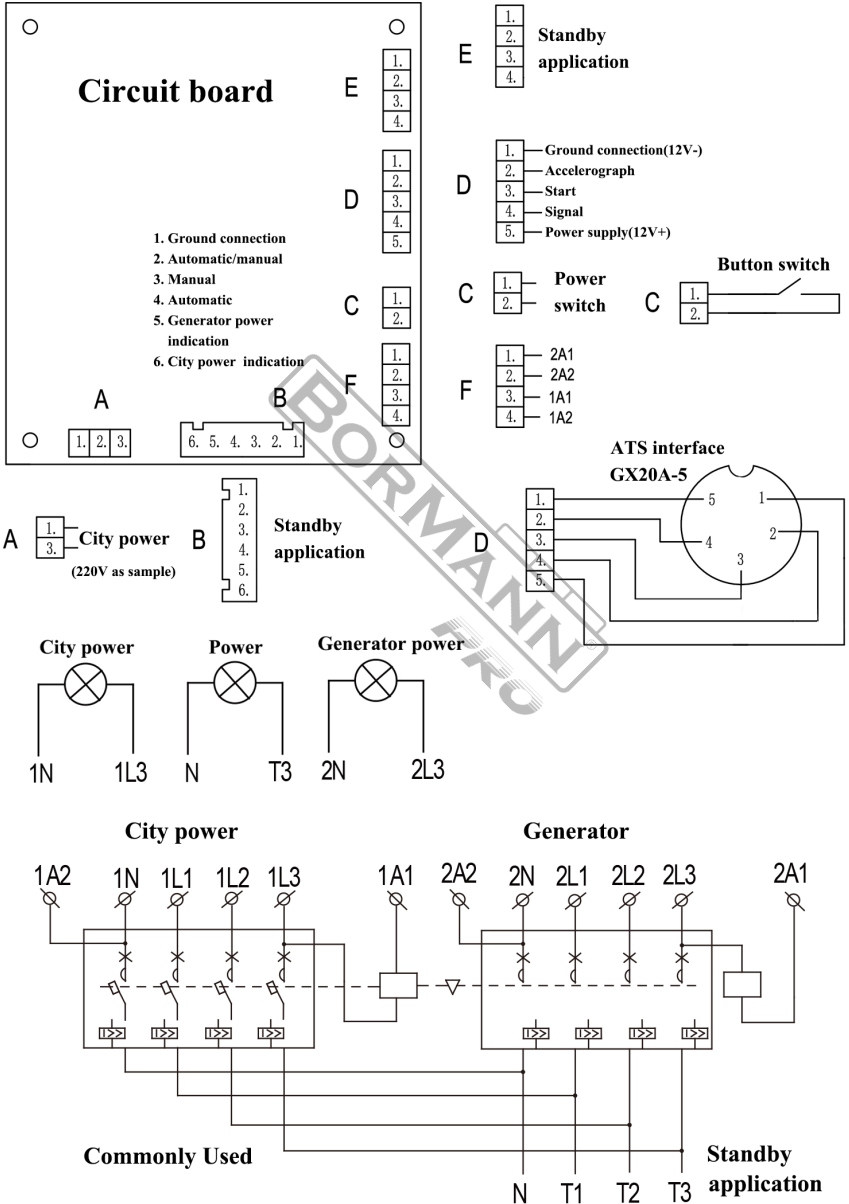 Circuit board
E
1.
2.
3.
4.
D
1.
2.
3.
4.
5.
1. Ground connection
2. Automatic/manual
3. Manual
4. Automatic
5. Generator power
indication
6. City power indication
C
1.
2.
F
1.
2.
3.
4.
A
1. 2. 3.
B
6. 5. 4. 3. 2. 1.
E
1.
2.
3.
4.
Standby
application
D
1. Ground connection(12V-)
2. Accelerograph
3. Start
4. Signal
5. Power supply(12V+)
C
1.
2.
Power
switch
Button switch
C
1.
2.
F
1. 2A1
2. 2A2
3. 1A1
4. 1A2
ATS interface
GX20A-5
D
1.
2.
3.
4.
5.
5 1
4 2
3
A
1.
3.
City power
(220V as sample)
B
1.
2.
3.
4.
5.
6.
Standby
application
BORMANN®
PRO
City power
1N 1L3
Power
N T3
Generator power
2N 2L3
City power
Generator
1A2 1N 1L1 1L2 1L3 1A1 2A2 2N 2L1 2L2 2L3 2A1
I>> I>> I>> I>> I>> I>> I>> I>>
Commonly Used
N T1 T2 T3
Standby
application